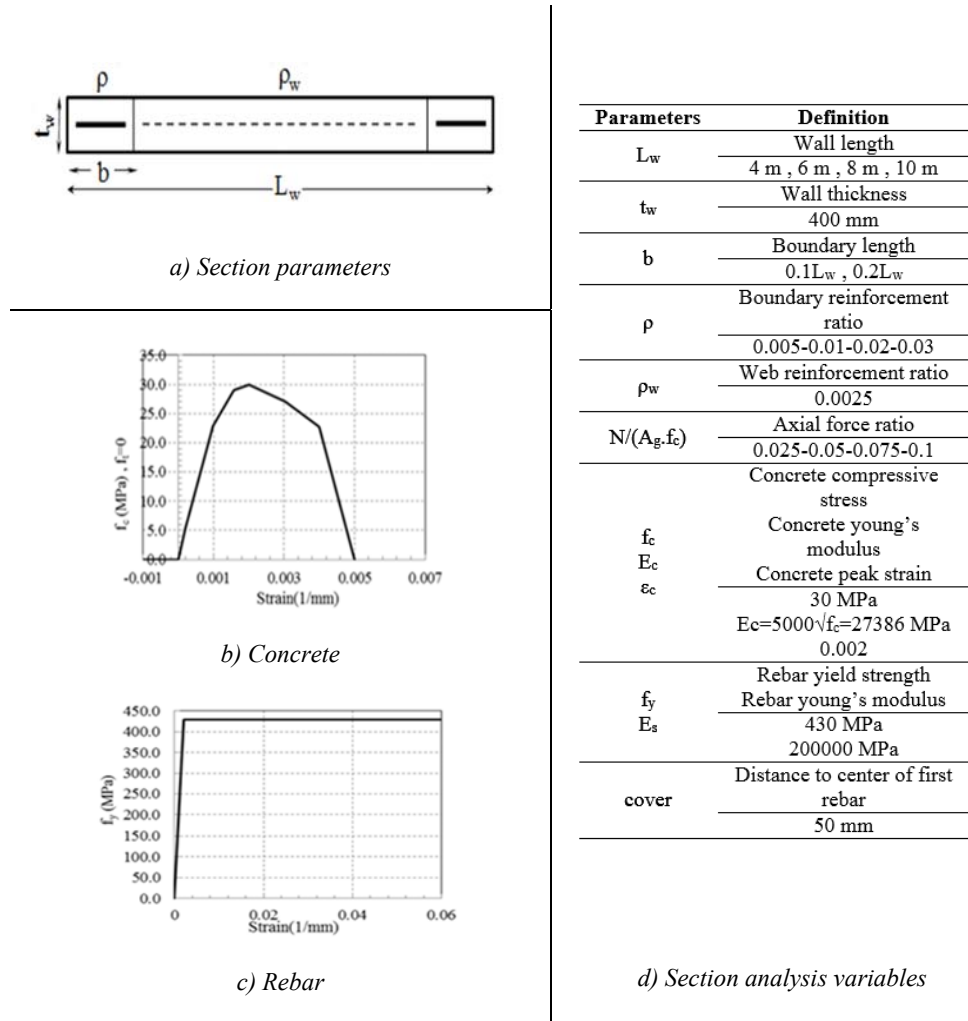 ρ
ρw
tw
b
Lw
a) Section parameters
35.0
30.0
25.0
20.0
15.0
10.0
5.0
0.0
fc (MPa) , ft=0
-0.001 0.001 0.003 0.005 0.007
Strain(1/mm)
b) Concrete
450.0
400.0
350.0
300.0
250.0
200.0
150.0
100.0
50.0
0.0
fy (MPa)
0 0.02 0.04 0.06
Strain(1/mm)
c) Rebar
Parameters Definition
Lw
Wall length
4 m , 6 m , 8 m , 10 m
tw
Wall thickness
400 mm
b
Boundary length
0.1Lw , 0.2Lw
ρ
Boundary reinforcement
ratio
0.005-0.01-0.02-0.03
ρw
Web reinforcement ratio
0.0025
N/(Ag.fc)
Axial force ratio
0.025-0.05-0.075-0.1
fc
Ec
εc
Concrete compressive
stress
Concrete young’s
modulus
Concrete peak strain
30 MPa
Ec=5000√fc=27386 MPa
0.002
fy
Es
Rebar yield strength
Rebar young’s modulus
430 MPa
200000 MPa
cover
Distance to center of first
rebar
50 mm
d) Section analysis variables